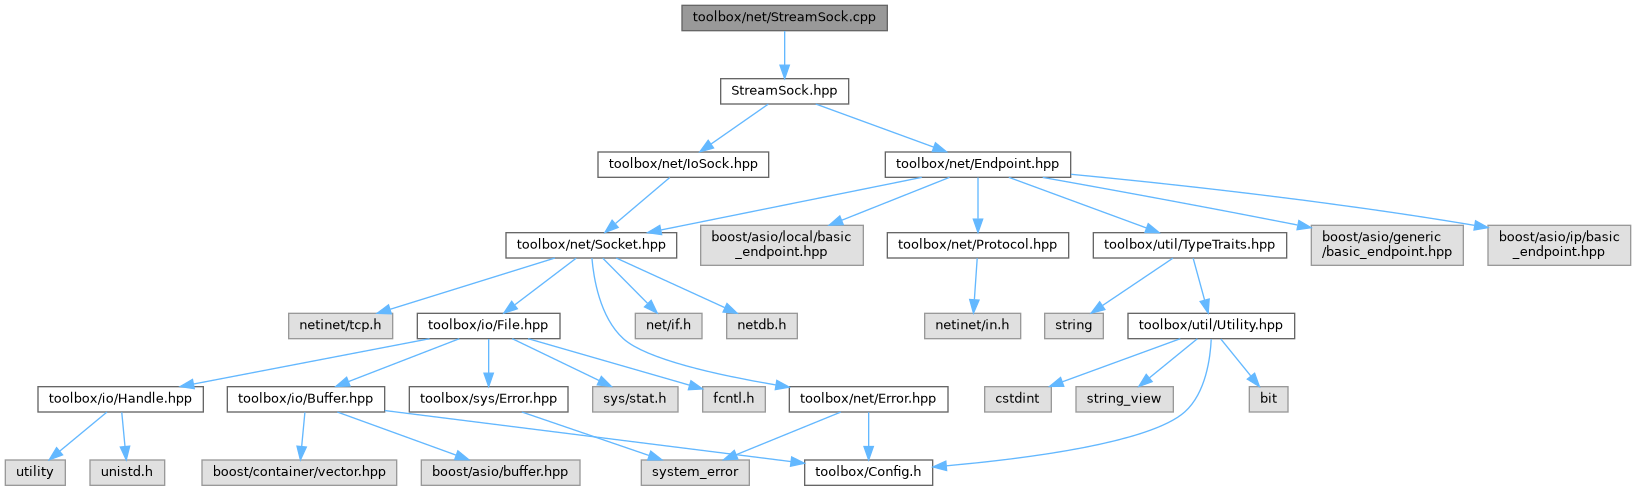 toolbox/net/StreamSock.cpp
StreamSock.hpp
toolbox/net/IoSock.hpp
toolbox/net/Endpoint.hpp
toolbox/net/Socket.hpp
boost/asio/local/basic
_endpoint.hpp
toolbox/net/Protocol.hpp
toolbox/util/TypeTraits.hpp
boost/asio/generic
/basic_endpoint.hpp
boost/asio/ip/basic
_endpoint.hpp
netinet/tcp.h
toolbox/io/File.hpp
net/if.h
netdb.h
netinet/in.h
string
toolbox/util/Utility.hpp
toolbox/io/Handle.hpp
toolbox/io/Buffer.hpp
toolbox/sys/Error.hpp
sys/stat.h
fcntl.h
toolbox/net/Error.hpp
cstdint
string_view
bit
utility
unistd.h
boost/container/vector.hpp
boost/asio/buffer.hpp
system_error
toolbox/Config.h